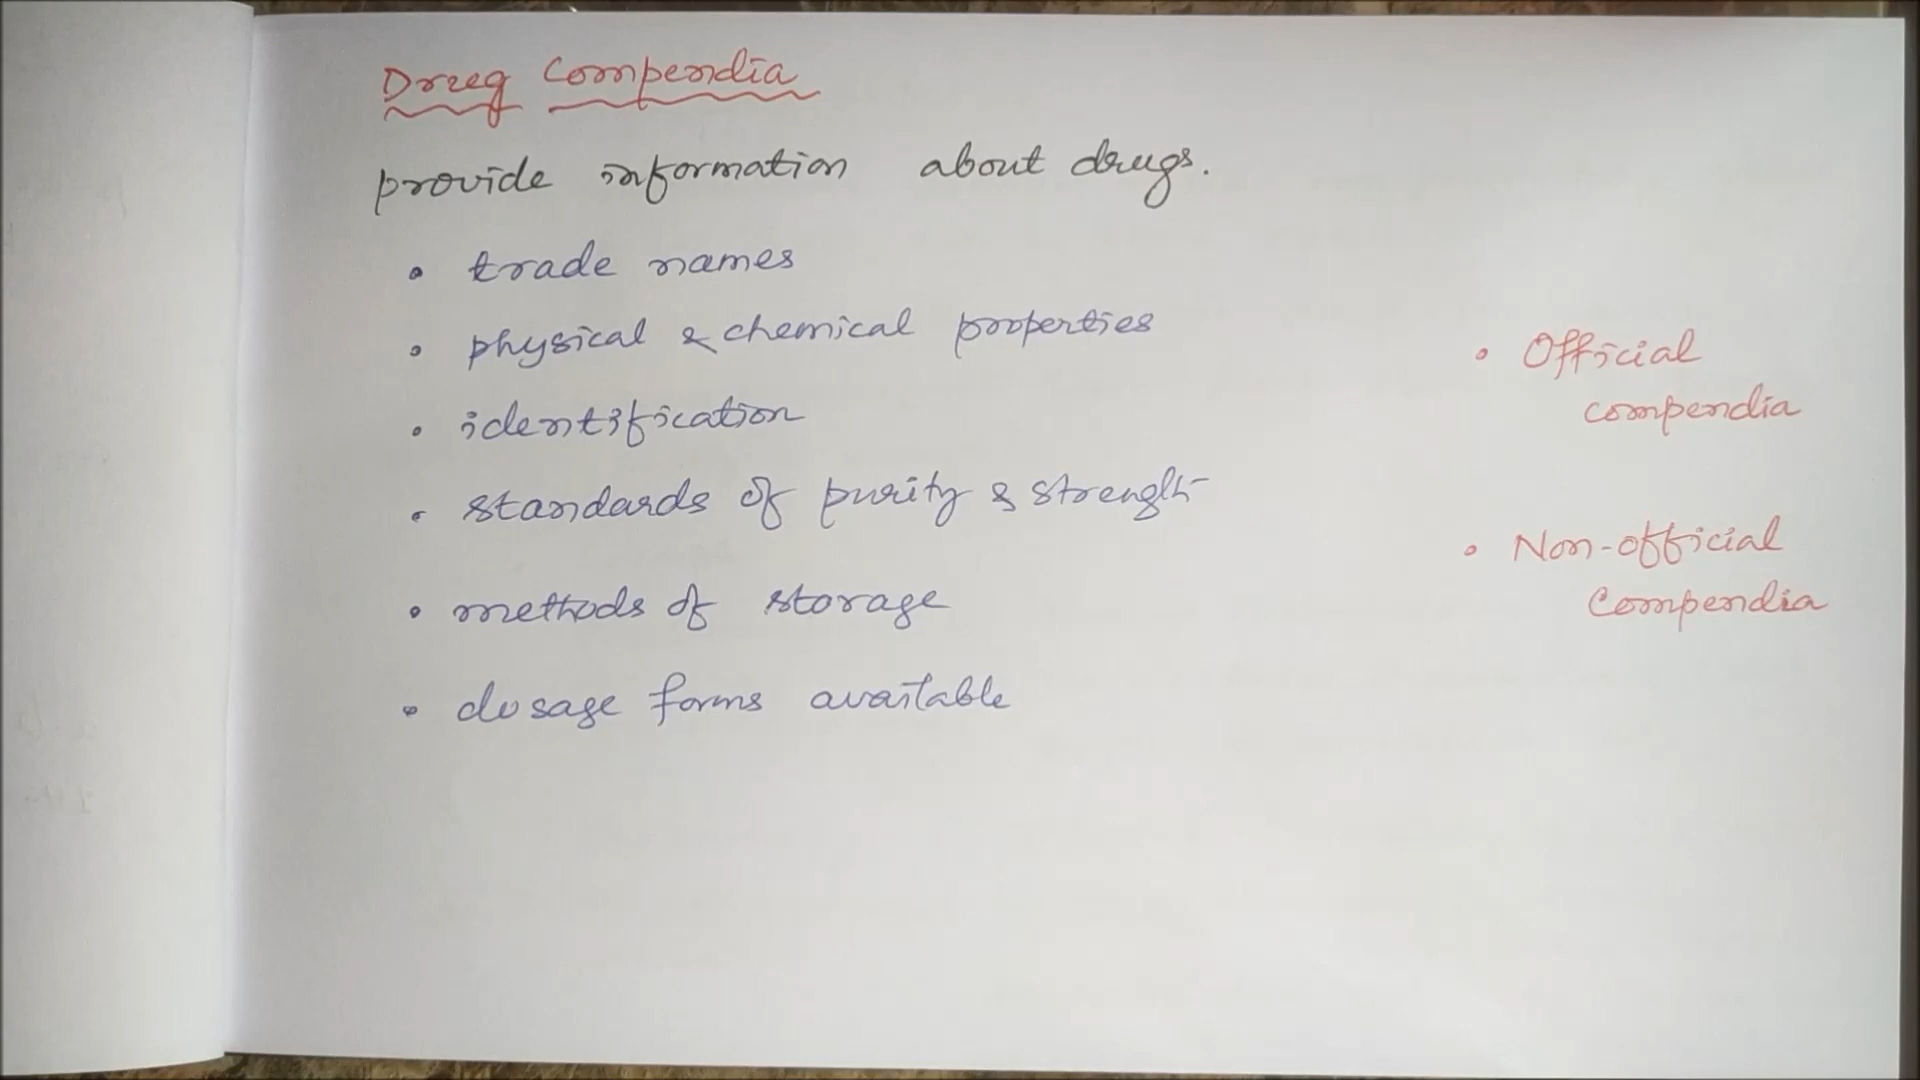 Drug Compendia
provide information about drugs.
• trade names
• physical & chemical properties
• identification
• standards of purity & strength
• methods of storage
• dosage forms available
• Official
compendia
• Non-official
Compendia